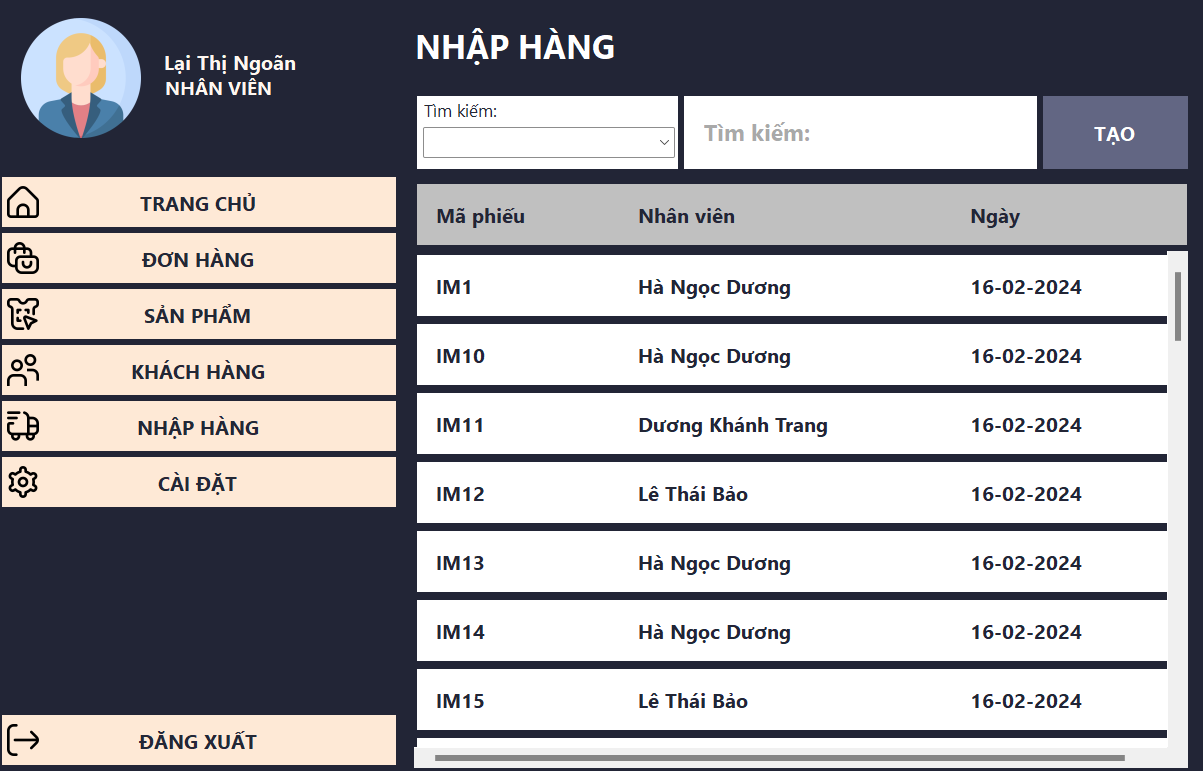 Lại Thị Ngoãn
NHÂN VIÊN
TRANG CHỦ
ĐƠN HÀNG
SẢN PHẨM
KHÁCH HÀNG
NHẬP HÀNG
CÀI ĐẶT
ĐĂNG XUẤT
NHẬP HÀNG
Tìm kiếm:
Tìm kiếm:
TẠO
Mã phiếu Nhân viên Ngày
IM1 Hà Ngọc Dương 16-02-2024
IM10 Hà Ngọc Dương 16-02-2024
IM11 Dương Khánh Trang 16-02-2024
IM12 Lê Thái Bảo 16-02-2024
IM13 Hà Ngọc Dương 16-02-2024
IM14 Hà Ngọc Dương 16-02-2024
IM15 Lê Thái Bảo 16-02-2024